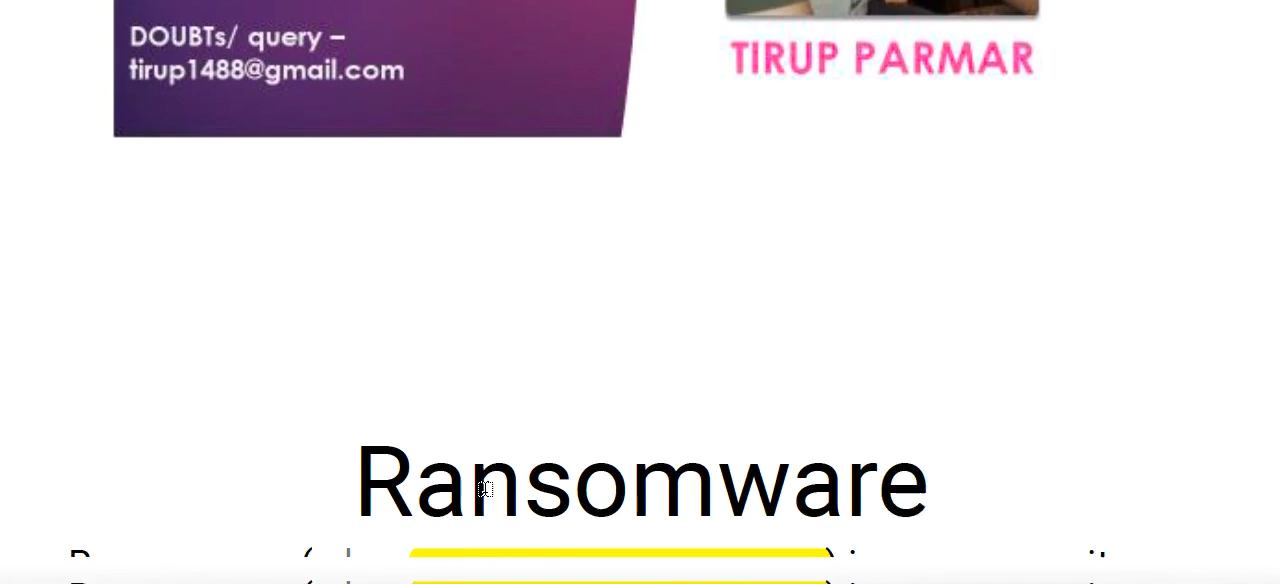 DOUBTs/ query –
tirup1488@gmail.com
TIRUP PARMAR
Ransomware